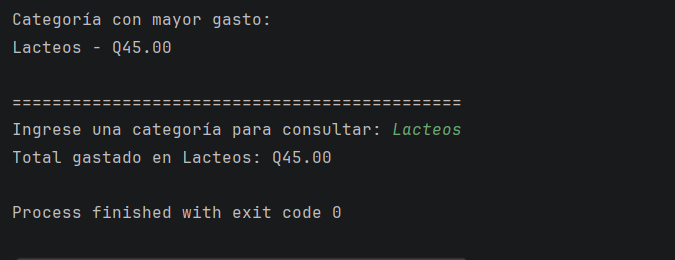 Categoría con mayor gasto:
Lacteos - Q45.00
=============================================
Ingrese una categoría para consultar: Lacteos
Total gastado en Lacteos: Q45.00
Process finished with exit code 0